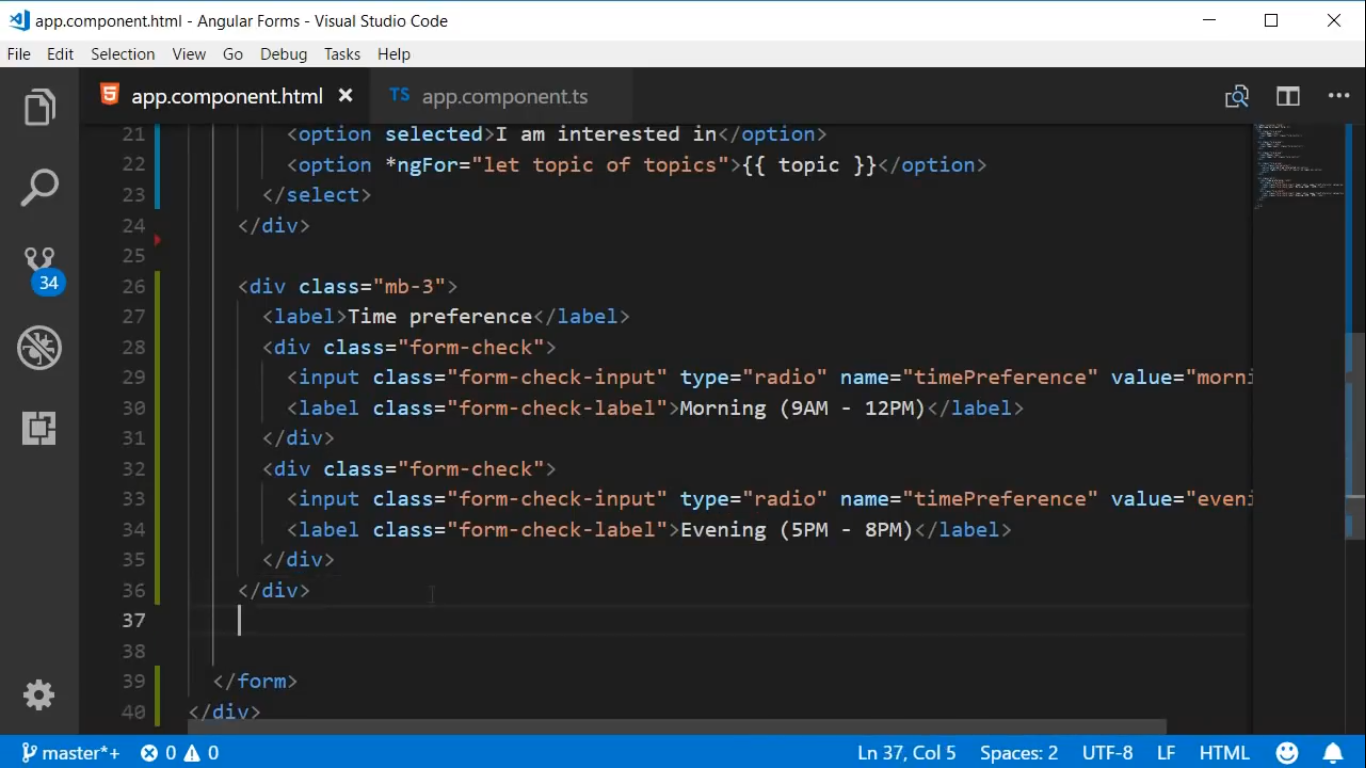 app.component.html - Angular Forms - Visual Studio Code
File Edit Selection View Go Debug Tasks Help
app.component.html TS app.component.ts
21 <option selected>I am interested in</option>
22 <option *ngFor="let topic of topics">{{ topic }}</option>
23 </select>
24 </div>
25
26 <div class="mb-3">
27 <label>Time preference</label>
28 <div class="form-check">
29 <input class="form-check-input" type="radio" name="timePreference" value="morni
30 <label class="form-check-label">Morning (9AM - 12PM)</label>
31 </div>
32 <div class="form-check">
33 <input class="form-check-input" type="radio" name="timePreference" value="eveni
34 <label class="form-check-label">Evening (5PM - 8PM)</label>
35 </div>
36 </div>
37
38
39 </form>
40 </div>
34
master*+ 0 0 Ln 37, Col 5 Spaces: 2 UTF-8 LF HTML